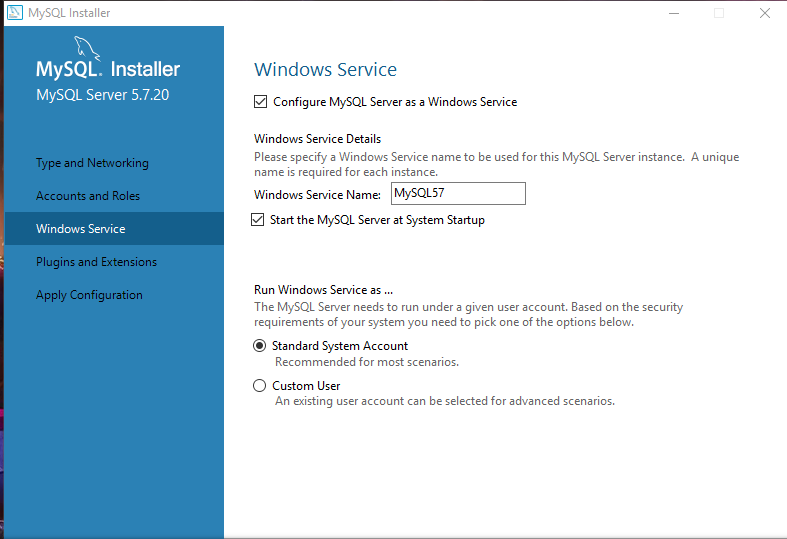 MySQL Installer
MySQL. Installer
MySQL Server 5.7.20
Type and Networking
Accounts and Roles
Windows Service
Plugins and Extensions
Apply Configuration
Windows Service
Configure MySQL Server as a Windows Service
Windows Service Details
Please specify a Windows Service name to be used for this MySQL Server instance. A unique
name is required for each instance.
Windows Service Name: MySQL57
Start the MySQL Server at System Startup
Run Windows Service as ...
The MySQL Server needs to run under a given user account. Based on the security
requirements of your system you need to pick one of the options below.
Standard System Account
Recommended for most scenarios.
Custom User
An existing user account can be selected for advanced scenarios.